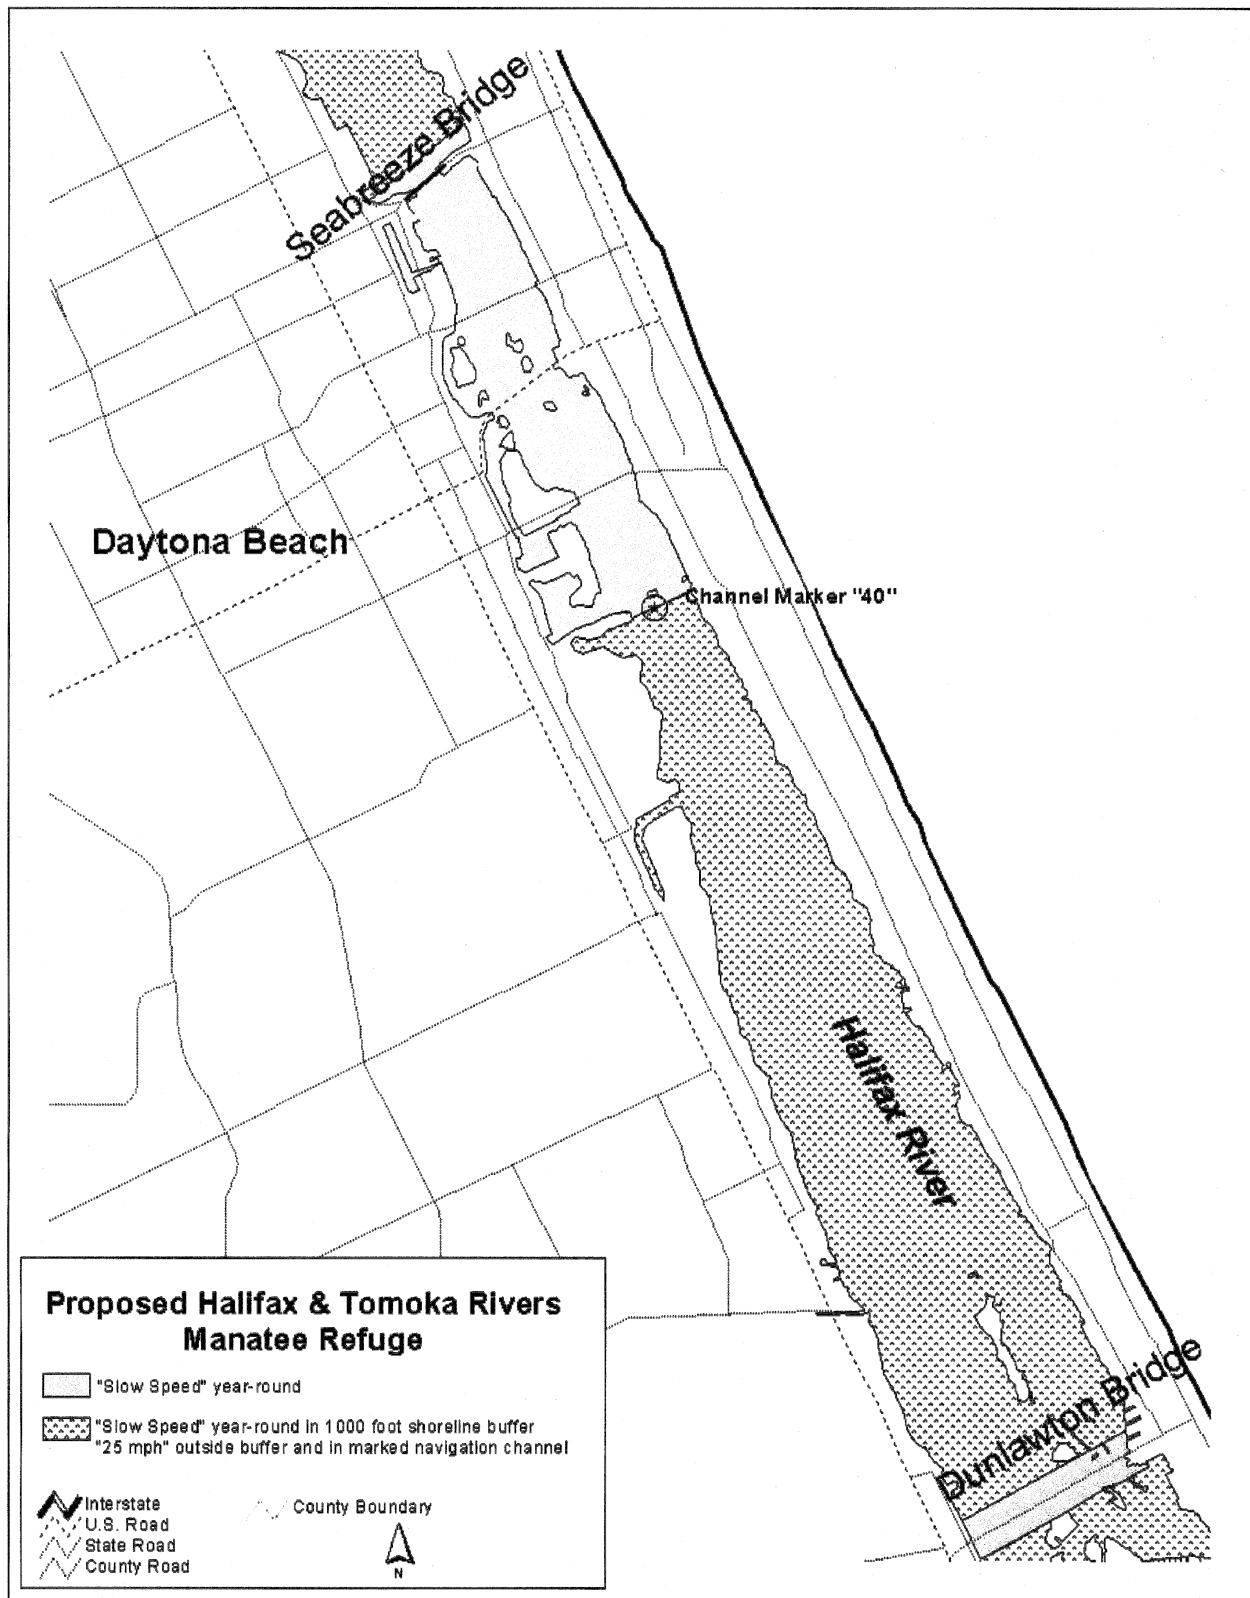 Seabreeze Bridge
Daytona Beach
Channel Marker "40"
Halifax River
Dunlawton Bridge
Proposed Halifax & Tomoka Rivers
Manatee Refuge
"Slow Speed" year-round
"Slow Speed" year-round in 1000 foot shoreline buffer
"25 mph" outside buffer and in marked navigation channel
Interstate
U.S. Road
State Road
County Road
County Boundary
N